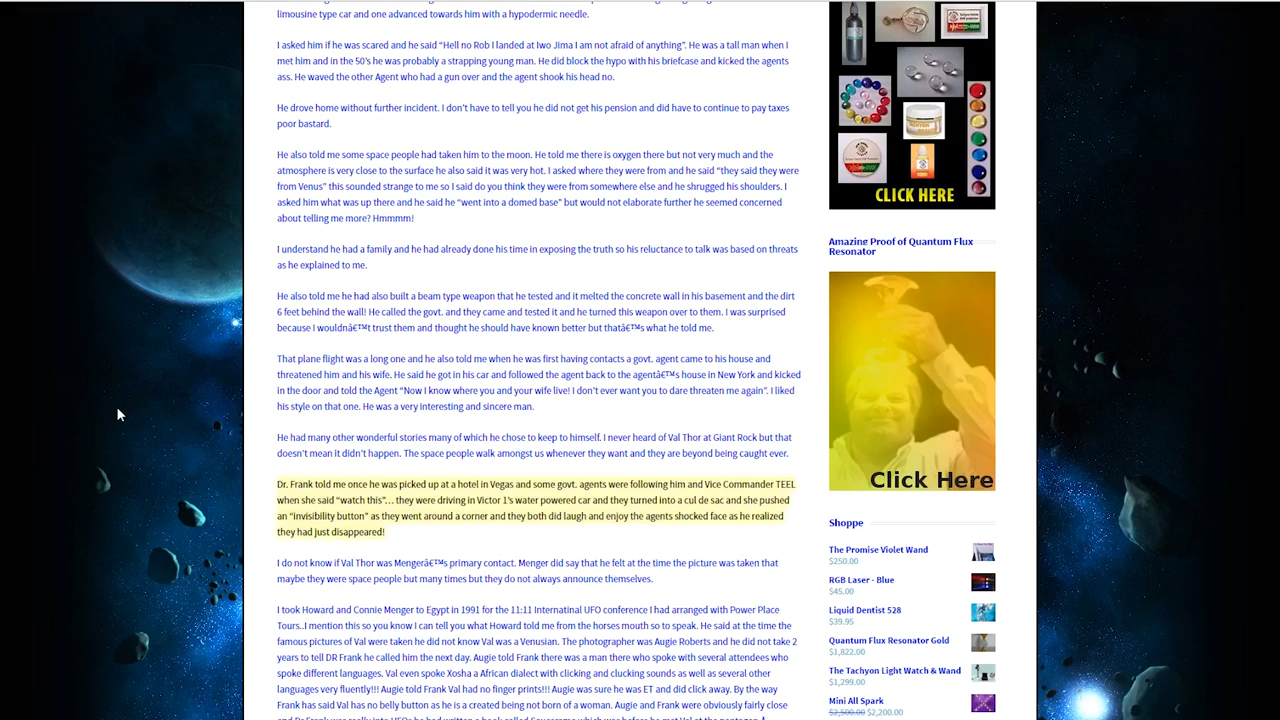 limousine type car and one advanced towards him with a hypodermic needle.
I asked him if he was scared and he said “Hell no Rob I landed at Iwo Jima I am not afraid of anything”. He was a tall man when I
met him and in the 50’s he was probably a strapping young man. He did block the hypo with his briefcase and kicked the agents
ass. He waved the other Agent who had a gun over and the agent shook his head no.
He drove home without further incident. I don’t have to tell you he did not get his pension and did have to continue to pay taxes
poor bastard.
He also told me some space people had taken him to the moon. He told me there is oxygen there but not very much and the
atmosphere is very close to the surface he also said it was very hot. I asked where they were from and he said “they said they were
from Venus” this sounded strange to me so I said do you think they were from somewhere else and he shrugged his shoulders. I
asked him what was up there and he said he “went into a domed base” but would not elaborate further he seemed concerned
about telling me more? Hmmmm!
I understand he had a family and he had already done his time in exposing the truth so his reluctance to talk was based on threats
as he explained to me.
He also told me he had also built a beam type weapon that he tested and it melted the concrete wall in his basement and the dirt
6 feet behind the wall! He called the govt. and they came and tested it and he turned this weapon over to them. I was surprised
because I wouldnâ€™t trust them and thought he should have known better but thatâ€™s what he told me.
That plane flight was a long one and he also told me when he was first having contacts a govt. agent came to his house and
threatened him and his wife. He said he got in his car and followed the agent back to the agentâ€™s house in New York and kicked
in the door and told the Agent “Now I know where you and your wife live! I don’t ever want you to dare threaten me again”. I liked
his style on that one. He was a very interesting and sincere man.
He had many other wonderful stories many of which he chose to keep to himself. I never heard of Val Thor at Giant Rock but that
doesn’t mean it didn’t happen. The space people walk amongst us whenever they want and they are beyond being caught ever.
Dr. Frank told me once he was picked up at a hotel in Vegas and some govt. agents were following him and Vice Commander TEEL
when she said “watch this”… they were driving in Victor 1’s water powered car and they turned into a cul de sac and she pushed
an “invisibility button” as they went around a corner and they both did laugh and enjoy the agents shocked face as he realized
they had just disappeared!
I do not know if Val Thor was Mengerâ€™s primary contact. Menger did say that he felt at the time the picture was taken that
maybe they were space people but many times but they do not always announce themselves.
I took Howard and Connie Menger to Egypt in 1991 for the 11:11 Internatinal UFO conference I had arranged with Power Place
Tours..I mention this so you know I can tell you what Howard told me from the horses mouth so to speak. He said at the time the
famous pictures of Val were taken he did not know Val was a Venusian. The photographer was Augie Roberts and he did not take 2
years to tell DR Frank he called him the next day. Augie told Frank there was a man there who spoke with several attendees who
spoke different languages. Val even spoke Xosha a African dialect with clicking and clucking sounds as well as several other
languages very fluently!!! Augie told Frank Val had no finger prints!!! Augie was sure he was ET and did click away. By the way
Frank has said Val has no belly button as he is a created being not born of a woman. Augie and Frank were obviously fairly close
CLICK HERE
Amazing Proof of Quantum Flux
Resonator
Click Here
Shoppe
The Promise Violet Wand
$250.00
RGB Laser - Blue
$45.00
Liquid Dentist 528
$39.95
Quantum Flux Resonator Gold
$1,822.00
The Tachyon Light Watch & Wand
$1,299.00
Mini All Spark
$2,500.00 $2,200.00